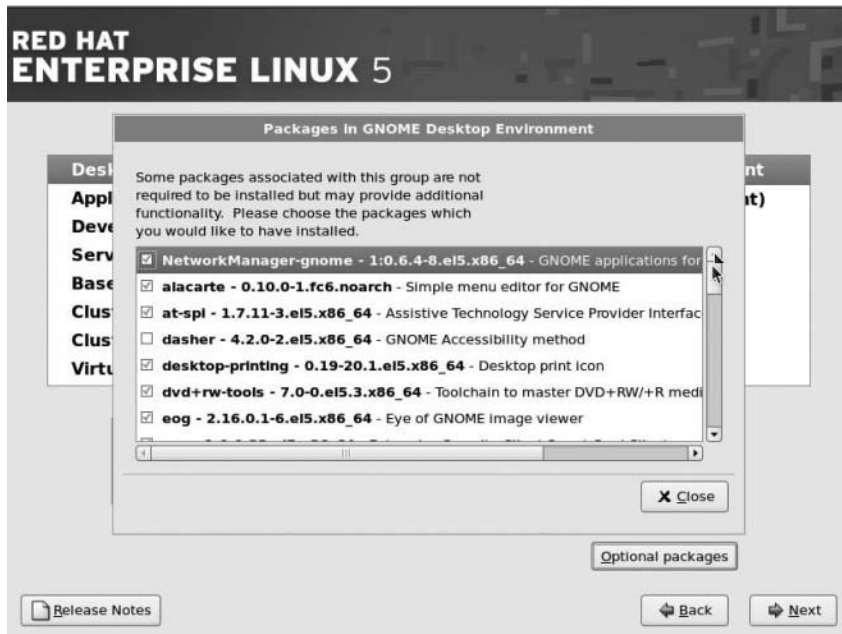 RED HAT
ENTERPRISE LINUX 5
Packages in GNOME Desktop Environment
Some packages associated with this group are not
required to be installed but may provide additional
functionality. Please choose the packages which
you would like to have installed.
NetworkManager-gnome - 1:0.6.4-8.el5.x86_64 - GNOME applications for
alacarte - 0.10.0-1.fc6.noarch - Simple menu editor for GNOME
at-spi - 1.7.11-3.el5.x86_64 - Assistive Technology Service Provider Interfac
dasher - 4.2.0-2.el5.x86_64 - GNOME Accessibility method
desktop-printing - 0.19-20.1.el5.x86_64 - Desktop print icon
dvd+rw-tools - 7.0-0.el5.3.x86_64 - Toolchain to master DVD+RW/+R medi
eog - 2.16.0.1-6.el5.x86_64 - Eye of GNOME image viewer
Close
Desk
Appl
Deve
Serv
Base
Clus
Clus
Virtu
nt
nt)
Optional packages
Release Notes
Back
Next